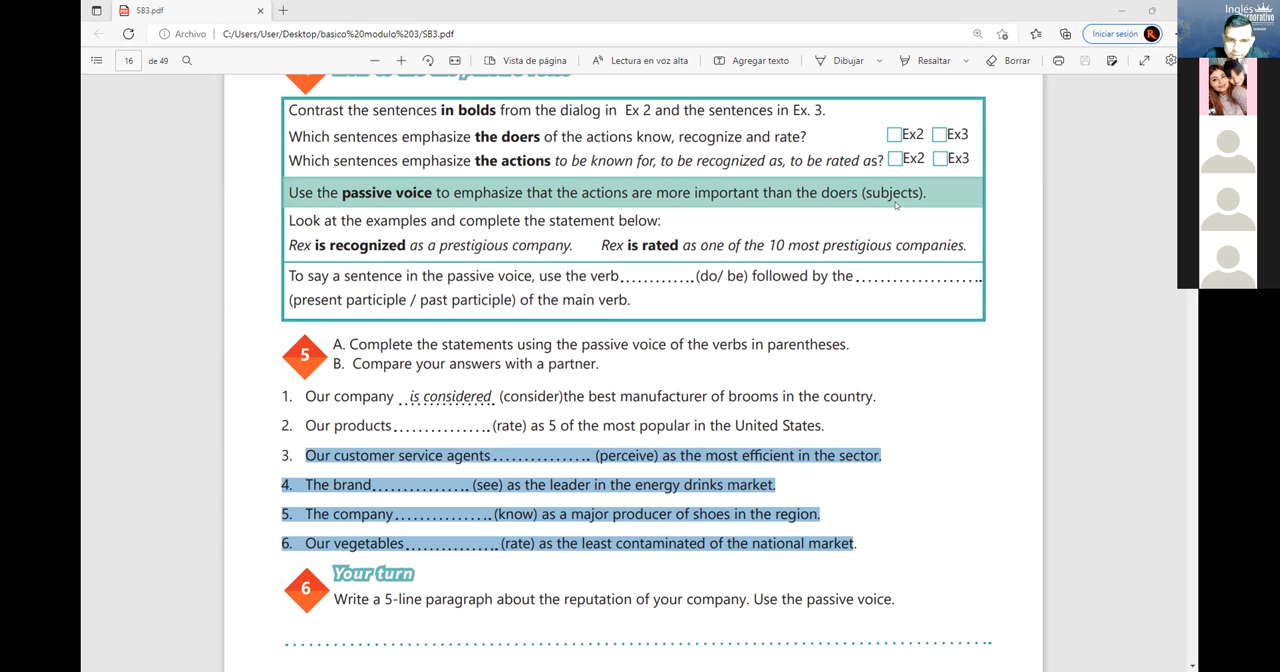 SB3.pdf
Archivo
C:/Users/User/Desktop/basico%20modulo%203/SB3.pdf
Iniciar sesión
R
Inglés
16
de 49
Vista de página
Lectura en voz alta
Agregar texto
Dibujar
Resaltar
Borrar
Contrast the sentences in bolds from the dialog in Ex 2 and the sentences in Ex. 3.
Which sentences emphasize the doers of the actions know, recognize and rate? Ex2 Ex3
Which sentences emphasize the actions to be known for, to be recognized as, to be rated as? Ex2 Ex3
Use the passive voice to emphasize that the actions are more important than the doers (subjects).
Look at the examples and complete the statement below:
Rex is recognized as a prestigious company. Rex is rated as one of the 10 most prestigious companies.
To say a sentence in the passive voice, use the verb............(do/ be) followed by the.....................
(present participle / past participle) of the main verb.
5
A. Complete the statements using the passive voice of the verbs in parentheses.
B. Compare your answers with a partner.
1. Our company ..is considered.. (consider)the best manufacturer of brooms in the country.
2. Our products................(rate) as 5 of the most popular in the United States.
3. Our customer service agents................ (perceive) as the most efficient in the sector.
4. The brand................ (see) as the leader in the energy drinks market.
5. The company................(know) as a major producer of shoes in the region.
6. Our vegetables................(rate) as the least contaminated of the national market.
6
Your turn
Write a 5-line paragraph about the reputation of your company. Use the passive voice.